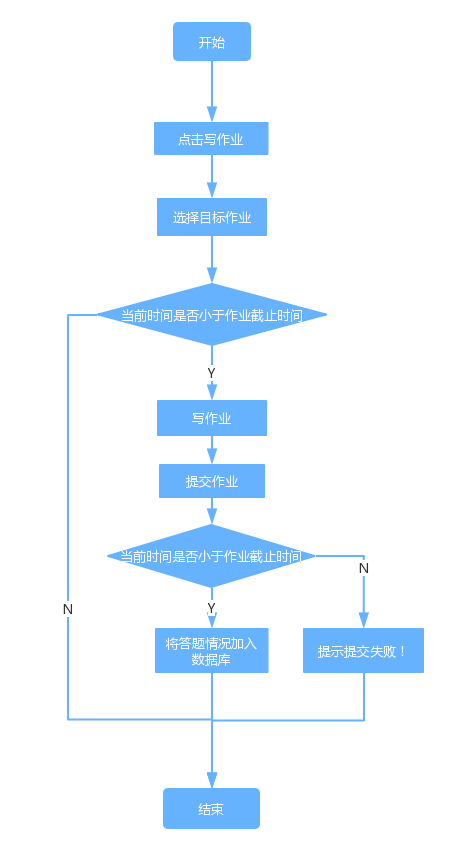 开始
点击写作业
选择目标作业
当前时间是否小于作业截止时间
Y
写作业
提交作业
当前时间是否小于作业截止时间
N
Y
N
将答题情况加入
数据库
提示提交失败！
结束